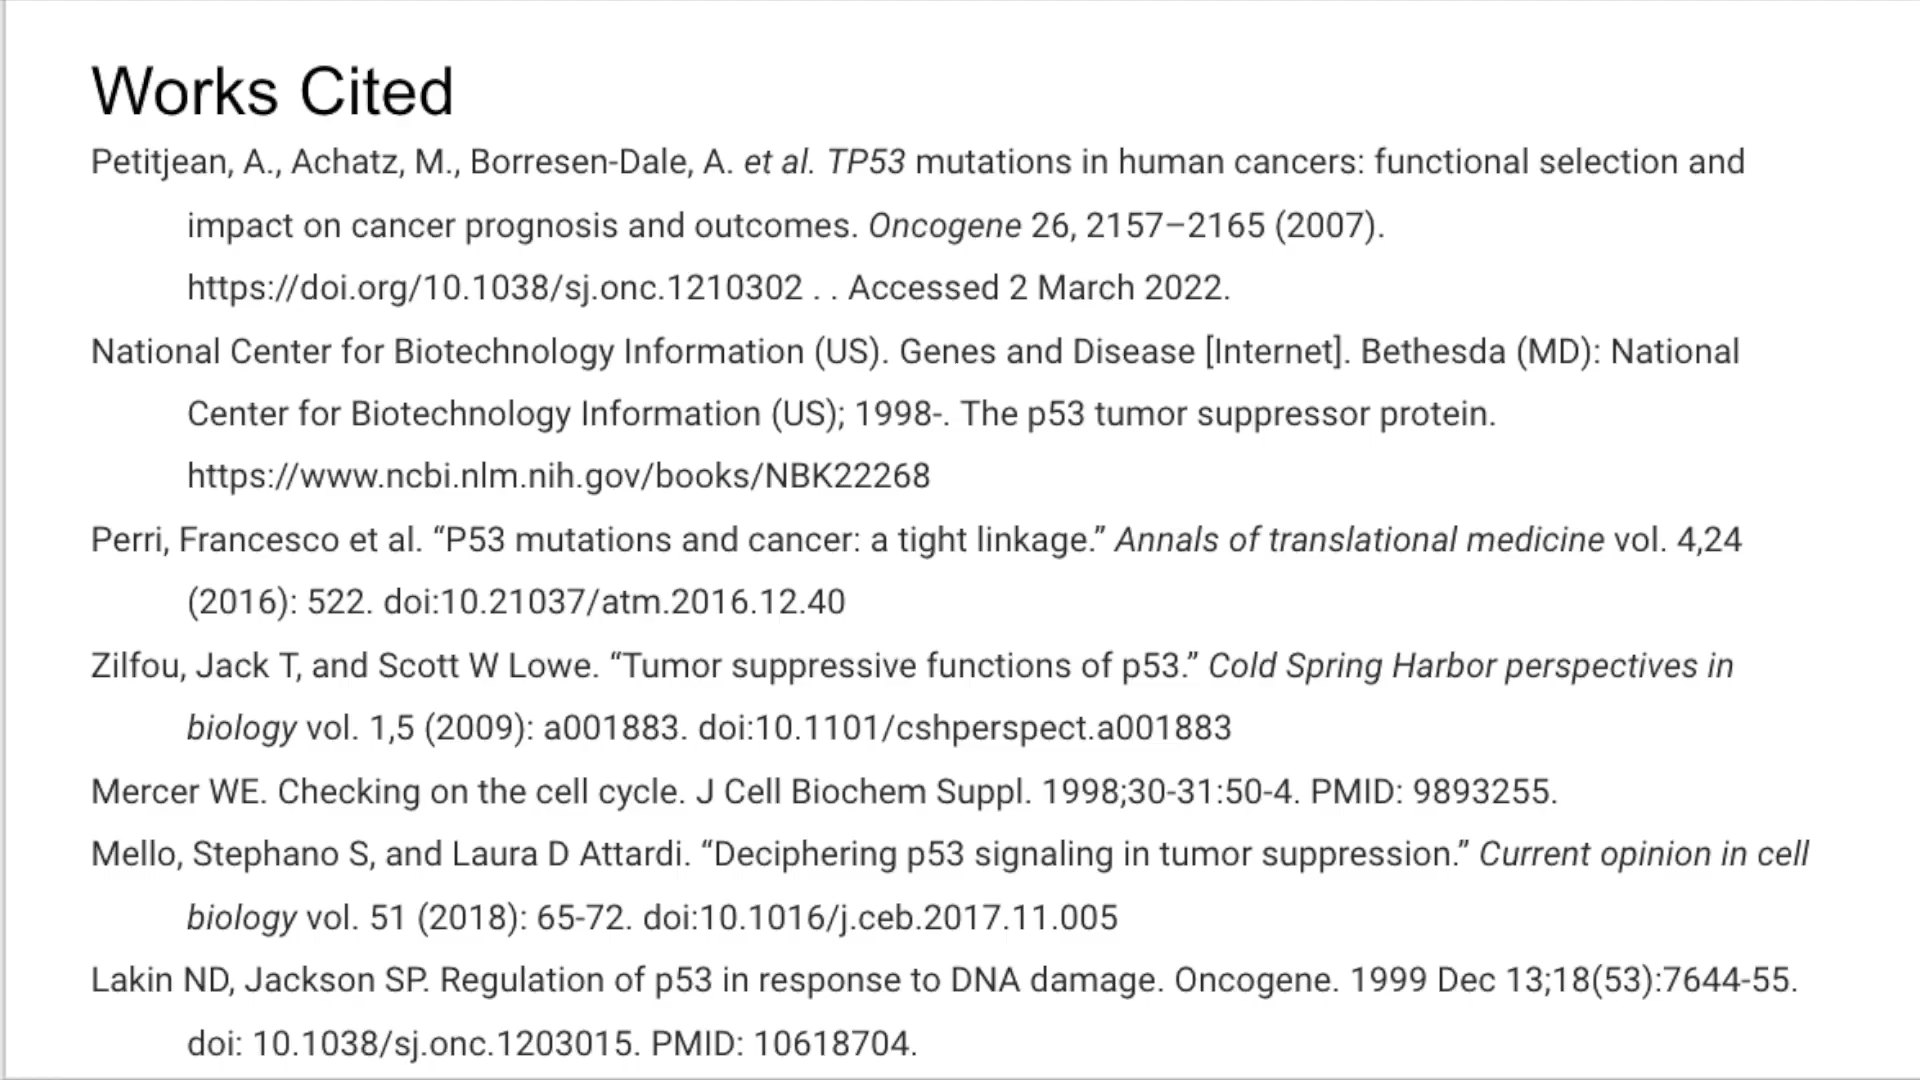 Works Cited
Petitjean, A., Achatz, M., Borresen-Dale, A. et al. TP53 mutations in human cancers: functional selection and
impact on cancer prognosis and outcomes. Oncogene 26, 2157–2165 (2007).
https://doi.org/10.1038/sj.onc.1210302 . . Accessed 2 March 2022.
National Center for Biotechnology Information (US). Genes and Disease [Internet]. Bethesda (MD): National
Center for Biotechnology Information (US); 1998-. The p53 tumor suppressor protein.
https://www.ncbi.nlm.nih.gov/books/NBK22268
Perri, Francesco et al. “P53 mutations and cancer: a tight linkage.” Annals of translational medicine vol. 4,24
(2016): 522. doi:10.21037/atm.2016.12.40
Zilfou, Jack T, and Scott W Lowe. “Tumor suppressive functions of p53.” Cold Spring Harbor perspectives in
biology vol. 1,5 (2009): a001883. doi:10.1101/cshperspect.a001883
Mercer WE. Checking on the cell cycle. J Cell Biochem Suppl. 1998;30-31:50-4. PMID: 9893255.
Mello, Stephano S, and Laura D Attardi. “Deciphering p53 signaling in tumor suppression.” Current opinion in cell
biology vol. 51 (2018): 65-72. doi:10.1016/j.ceb.2017.11.005
Lakin ND, Jackson SP. Regulation of p53 in response to DNA damage. Oncogene. 1999 Dec 13;18(53):7644-55.
doi: 10.1038/sj.onc.1203015. PMID: 10618704.